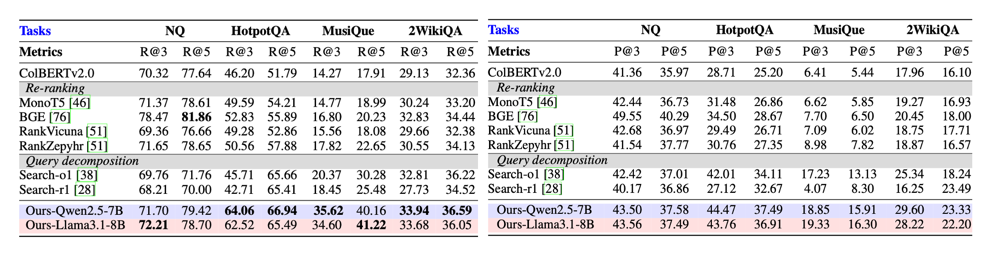 Tasks NQ HotpotQA MusiQue 2WikiQA
Metrics R@3 R@5 R@3 R@5 R@3 R@5 R@3 R@5
ColBERTv2.0 70.32 77.64 46.20 51.79 14.27 17.91 29.13 32.36
Re-ranking
MonoT5 [46] 71.37 78.61 49.59 54.21 14.77 18.99 30.24 33.20
BGE [76] 78.47 81.86 52.83 55.89 16.80 20.23 32.83 34.44
RankVicuna [51] 69.36 76.66 49.28 52.86 15.56 18.08 29.66 32.38
RankZepyhr [51] 71.65 78.65 50.56 57.88 17.82 22.65 30.55 34.13
Query decomposition
Search-o1 [38] 69.76 71.76 45.71 65.66 20.37 30.28 32.81 36.22
Search-r1 [28] 68.21 70.00 42.71 65.41 18.45 25.48 27.73 34.52
Ours-Qwen2.5-7B 71.70 79.42 64.06 66.94 35.62 40.16 33.94 36.59
Ours-Llama3.1-8B 72.21 78.70 62.52 65.49 34.60 41.22 33.68 36.05
Tasks NQ HotpotQA MusiQue 2WikiQA
Metrics P@3 P@5 P@3 P@5 P@3 P@5 P@3 P@5
ColBERTv2.0 41.36 35.97 28.71 25.20 6.41 5.44 17.96 16.10
Re-ranking
MonoT5 [46] 42.44 36.73 31.48 26.86 6.62 5.85 19.27 16.93
BGE [76] 49.55 40.29 34.50 28.67 7.70 6.50 20.45 18.00
RankVicuna [51] 42.68 36.97 29.49 26.71 7.09 6.02 18.75 17.71
RankZepyhr [51] 41.54 37.77 30.76 27.35 8.98 7.82 18.87 16.57
Query decomposition
Search-o1 [38] 42.42 37.01 42.01 34.11 17.23 13.13 25.34 18.24
Search-r1 [28] 40.17 36.86 27.12 32.67 4.07 8.30 16.25 23.49
Ours-Qwen2.5-7B 43.50 37.58 44.47 37.49 18.85 15.91 29.60 23.33
Ours-Llama3.1-8B 43.56 37.49 43.76 36.91 19.33 16.30 28.22 22.20